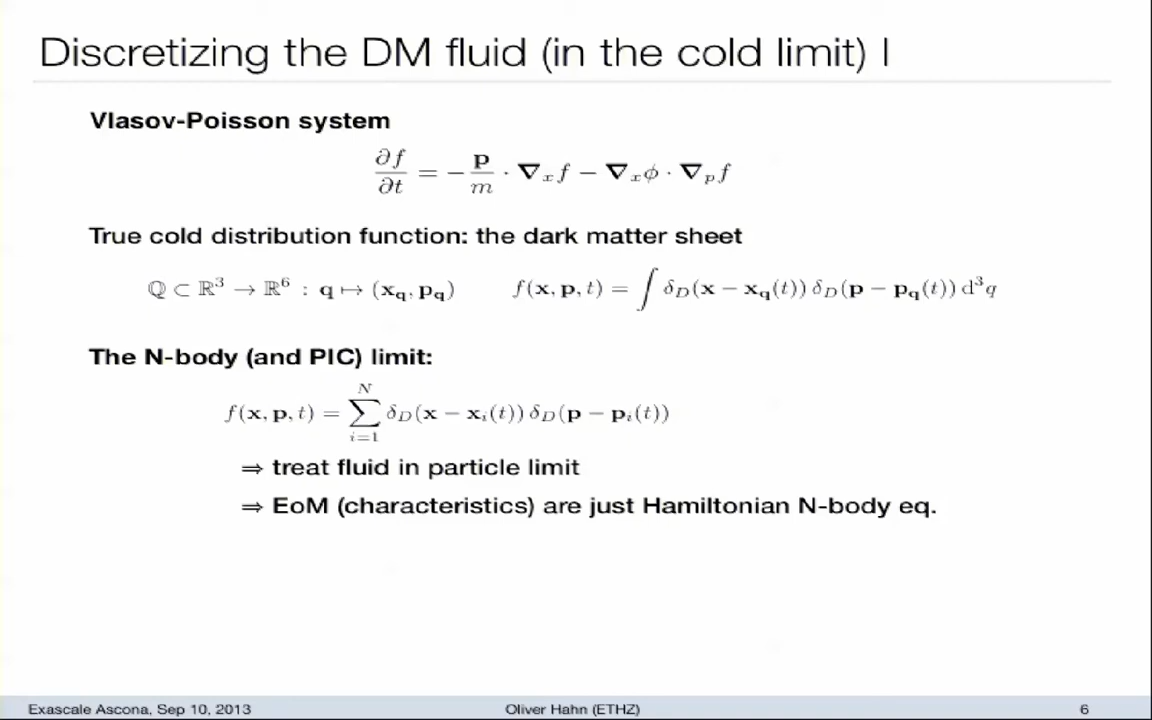 Discretizing the DM fluid (in the cold limit) I
Vlasov-Poisson system
∂f/∂t = − p/m · ∇ₓf − ∇ₓϕ · ∇ₚf
True cold distribution function: the dark matter sheet
ℚ ⊂ ℝ³ → ℝ⁶ : q ↦ (x_q, p_q)    f(x, p, t) = ∫ δ_D(x − x_q(t)) δ_D(p − p_q(t)) d³q
The N-body (and PIC) limit:
f(x, p, t) = ∑_{i=1}^{N} δ_D(x − x_i(t)) δ_D(p − p_i(t))
⇒ treat fluid in particle limit
⇒ EoM (characteristics) are just Hamiltonian N-body eq.
Exascale Ascona, Sep 10, 2013    Oliver Hahn (ETHZ)    6